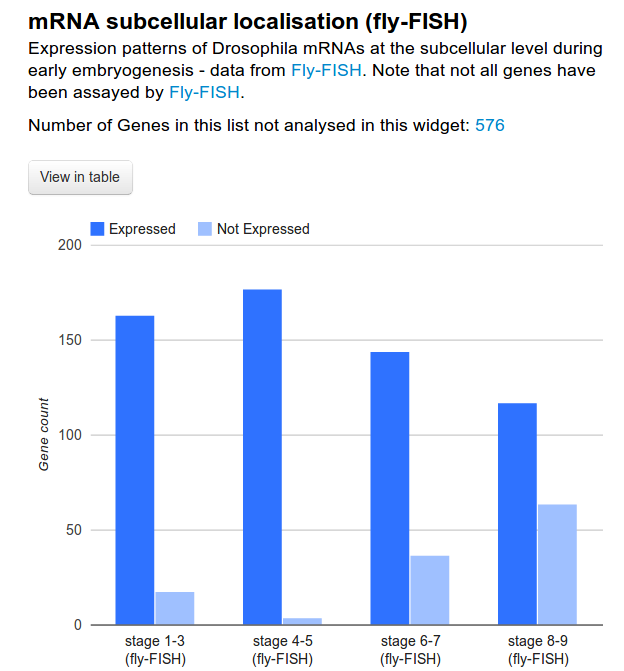 mRNA subcellular localisation (fly-FISH)
Expression patterns of Drosophila mRNAs at the subcellular level during
early embryogenesis - data from Fly-FISH. Note that not all genes have
been assayed by Fly-FISH.
Number of Genes in this list not analysed in this widget: 576
View in table
Expressed Not Expressed
200
150
100
50
0
Gene count
stage 1-3 stage 4-5 stage 6-7 stage 8-9
(fly-FISH) (fly-FISH) (fly-FISH) (fly-FISH)